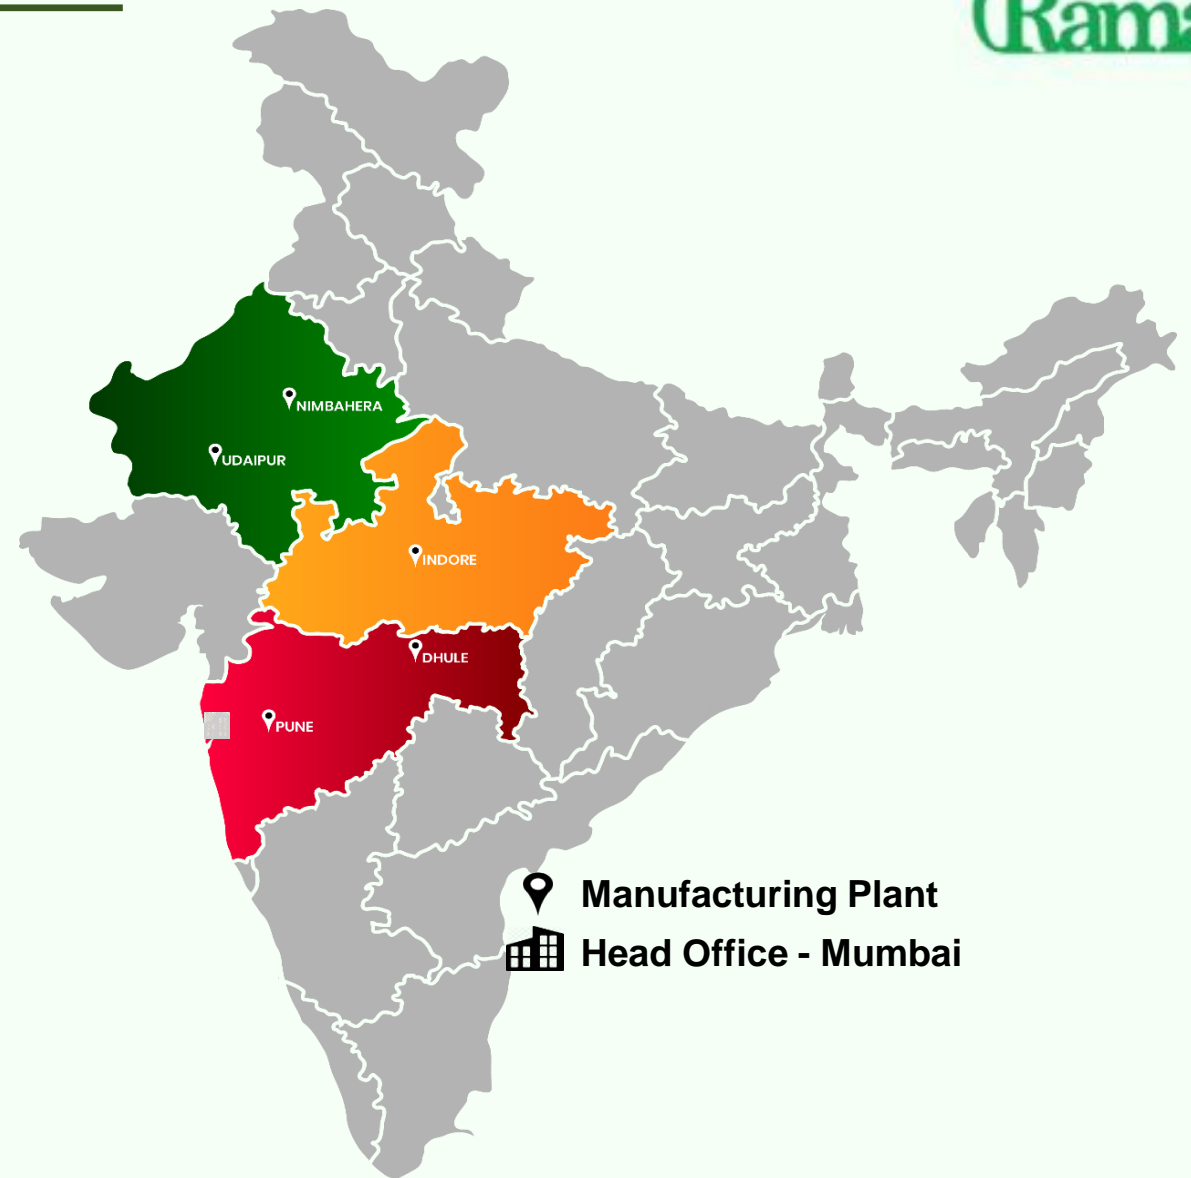 NIMBAHERA
UDAIPUR
INDORE
DHULE
PUNE
Manufacturing Plant
Head Office - Mumbai